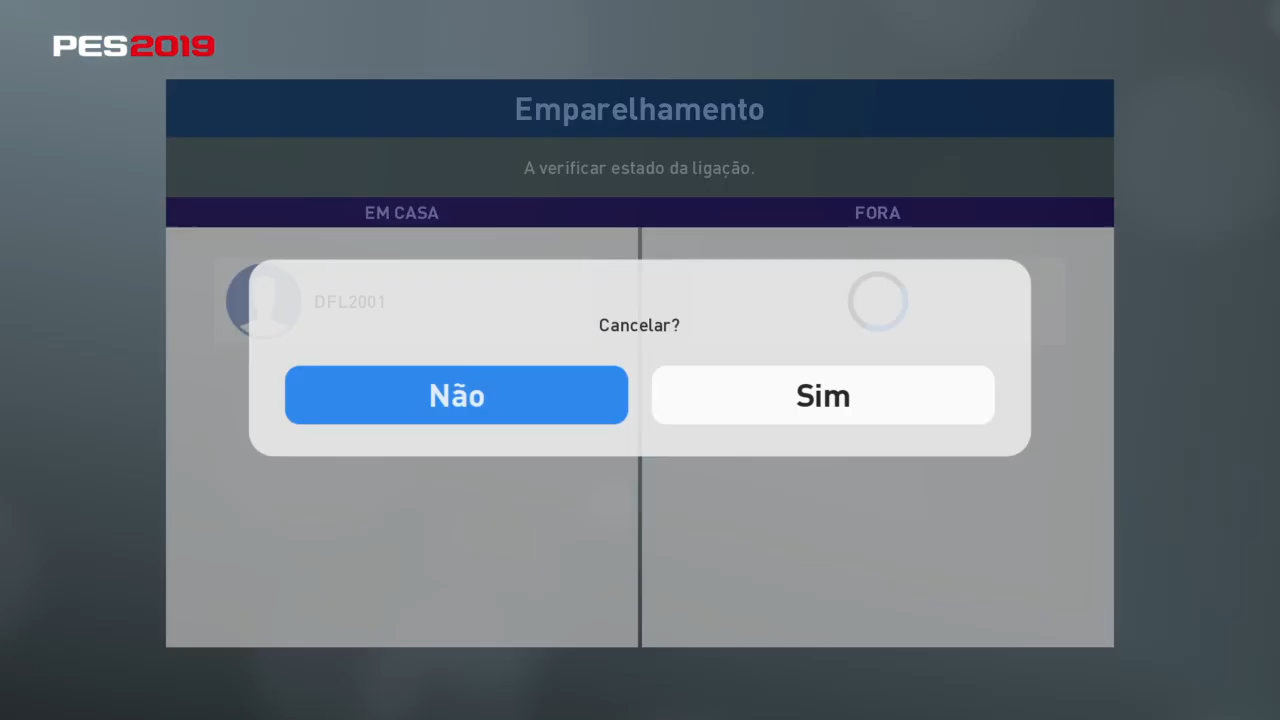 PES2019
Emparelhamento
A verificar estado da ligação.
EM CASA
FORA
DFL2001
Cancelar?
Não
Sim